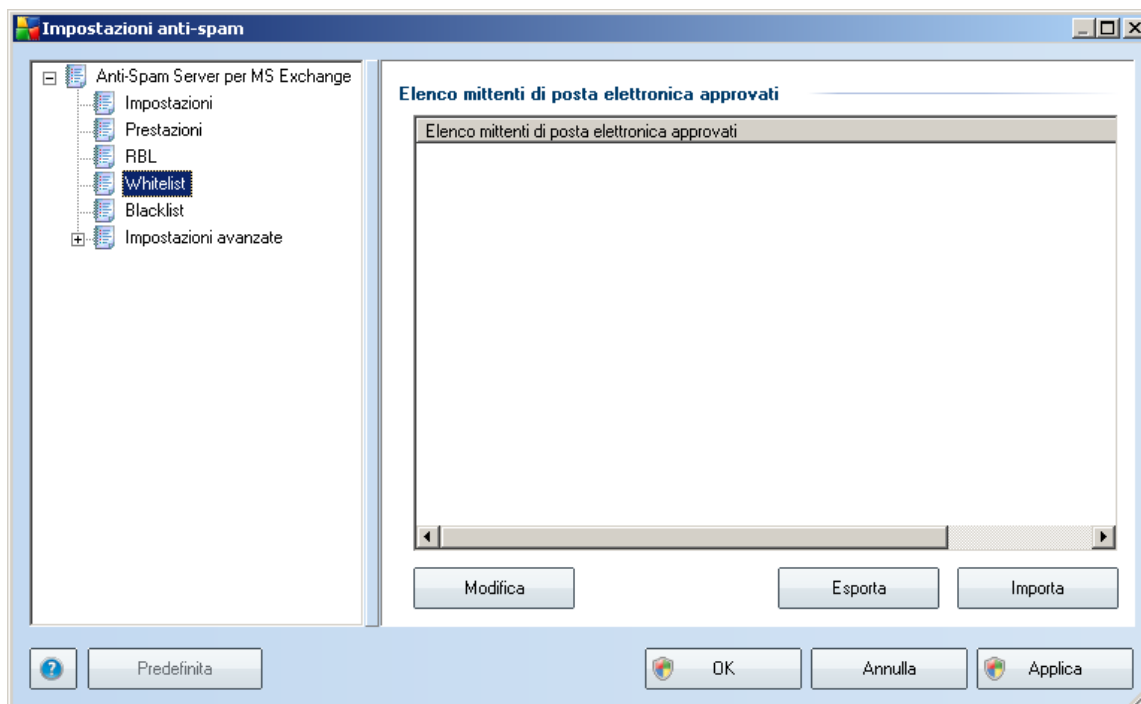 Impostazioni anti-spam
Anti-Spam Server per MS Exchange
Impostazioni
Prestazioni
RBL
Whitelist
Blacklist
Impostazioni avanzate
Elenco mittenti di posta elettronica approvati
Elenco mittenti di posta elettronica approvati
Modifica
Esporta
Importa
?
Predefinita
OK
Annulla
Applica